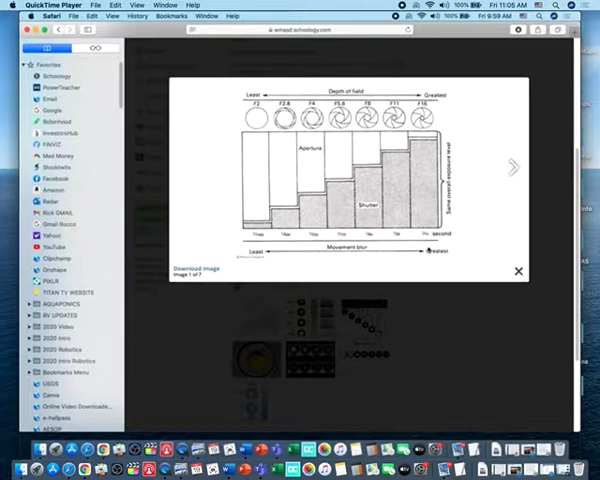 QuickTime Player File Edit View Window Help 100% Fri 11:05 AM
Safari File Edit View History Bookmarks Window Help 100% Fri 9:59 AM
wmasd.schoology.com
Favorites
Schoology
PowerTeacher
Email
Google
Robinhood
InvestorsHub
FINVIZ
Mad Money
Stocktwits
Facebook
Amazon
Radar
Rick GMAIL
Gmail Rocco
Yahoo!
YouTube
Clipchamp
Onshape
PIXLR
TITAN TV WEBSITE
AQUAPONICS
RV UPDATES
2020 Video
2020 Intro
2020 Robotics
2020 Intro Robotics
Bookmarks Menu
USGS
Canva
Online Video Downloade...
e-hallpass
AESOP
Least Depth of field Greatest
F2 F2.8 F4 F5.6 F8 F11 F16
Aperture
Shutter
Same overall exposure level
second
Least Movement blur Greatest
Download Image
Image 1 of 7